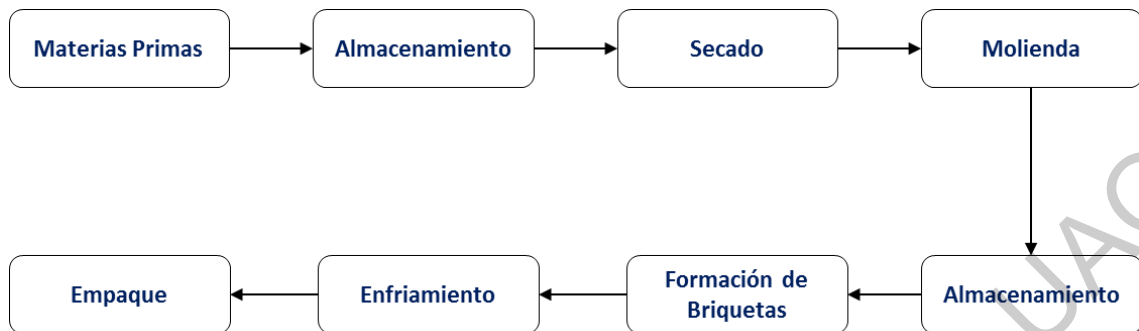 Materias Primas
Almacenamiento
Secado
Molienda
Empaque
Enfriamiento
Formación de
Briquetas
Almacenamiento